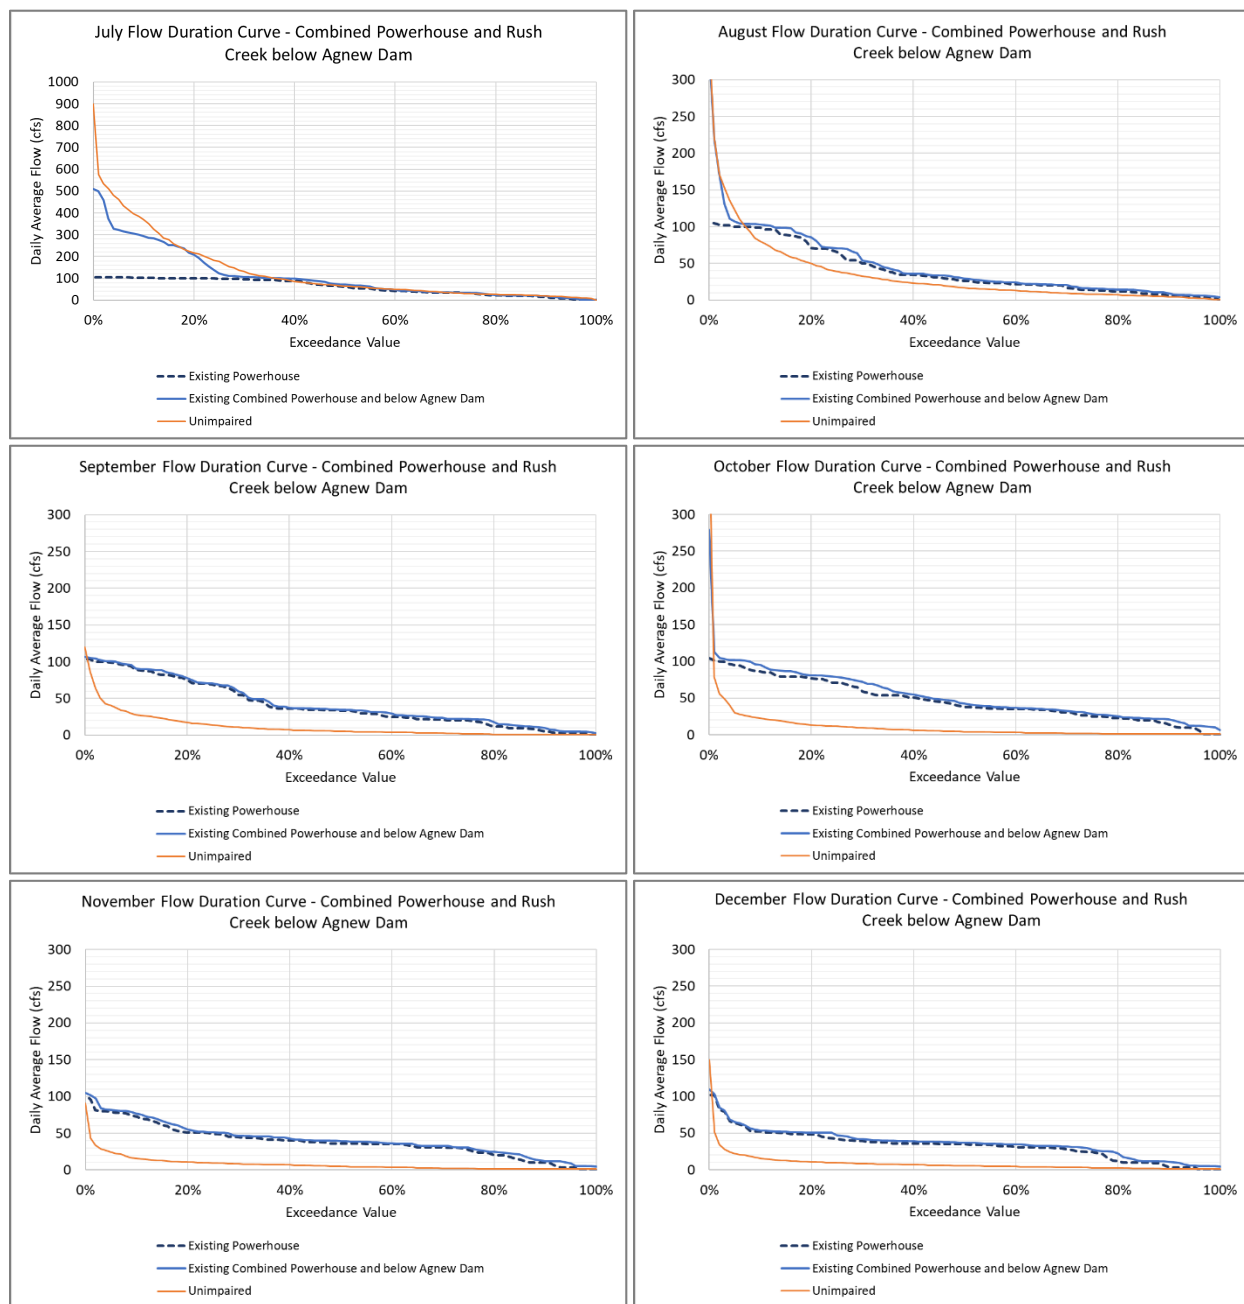 July Flow Duration Curve - Combined Powerhouse and Rush
Creek below Agnew Dam
Daily Average Flow (cfs)
1000
900
800
700
600
500
400
300
200
100
0
0% 20% 40% 60% 80% 100%
Exceedance Value
Existing Powerhouse
Existing Combined Powerhouse and below Agnew Dam
Unimpaired
August Flow Duration Curve - Combined Powerhouse and Rush
Creek below Agnew Dam
Daily Average Flow (cfs)
300
250
200
150
100
50
0
0% 20% 40% 60% 80% 100%
Exceedance Value
Existing Powerhouse
Existing Combined Powerhouse and below Agnew Dam
Unimpaired
September Flow Duration Curve - Combined Powerhouse and Rush
Creek below Agnew Dam
Daily Average Flow (cfs)
300
250
200
150
100
50
0
0% 20% 40% 60% 80% 100%
Exceedance Value
Existing Powerhouse
Existing Combined Powerhouse and below Agnew Dam
Unimpaired
October Flow Duration Curve - Combined Powerhouse and Rush
Creek below Agnew Dam
Daily Average Flow (cfs)
300
250
200
150
100
50
0
0% 20% 40% 60% 80% 100%
Exceedance Value
Existing Powerhouse
Existing Combined Powerhouse and below Agnew Dam
Unimpaired
November Flow Duration Curve - Combined Powerhouse and Rush
Creek below Agnew Dam
Daily Average Flow (cfs)
300
250
200
150
100
50
0
0% 20% 40% 60% 80% 100%
Exceedance Value
Existing Powerhouse
Existing Combined Powerhouse and below Agnew Dam
Unimpaired
December Flow Duration Curve - Combined Powerhouse and Rush
Creek below Agnew Dam
Daily Average Flow (cfs)
300
250
200
150
100
50
0
0% 20% 40% 60% 80% 100%
Exceedance Value
Existing Powerhouse
Existing Combined Powerhouse and below Agnew Dam
Unimpaired